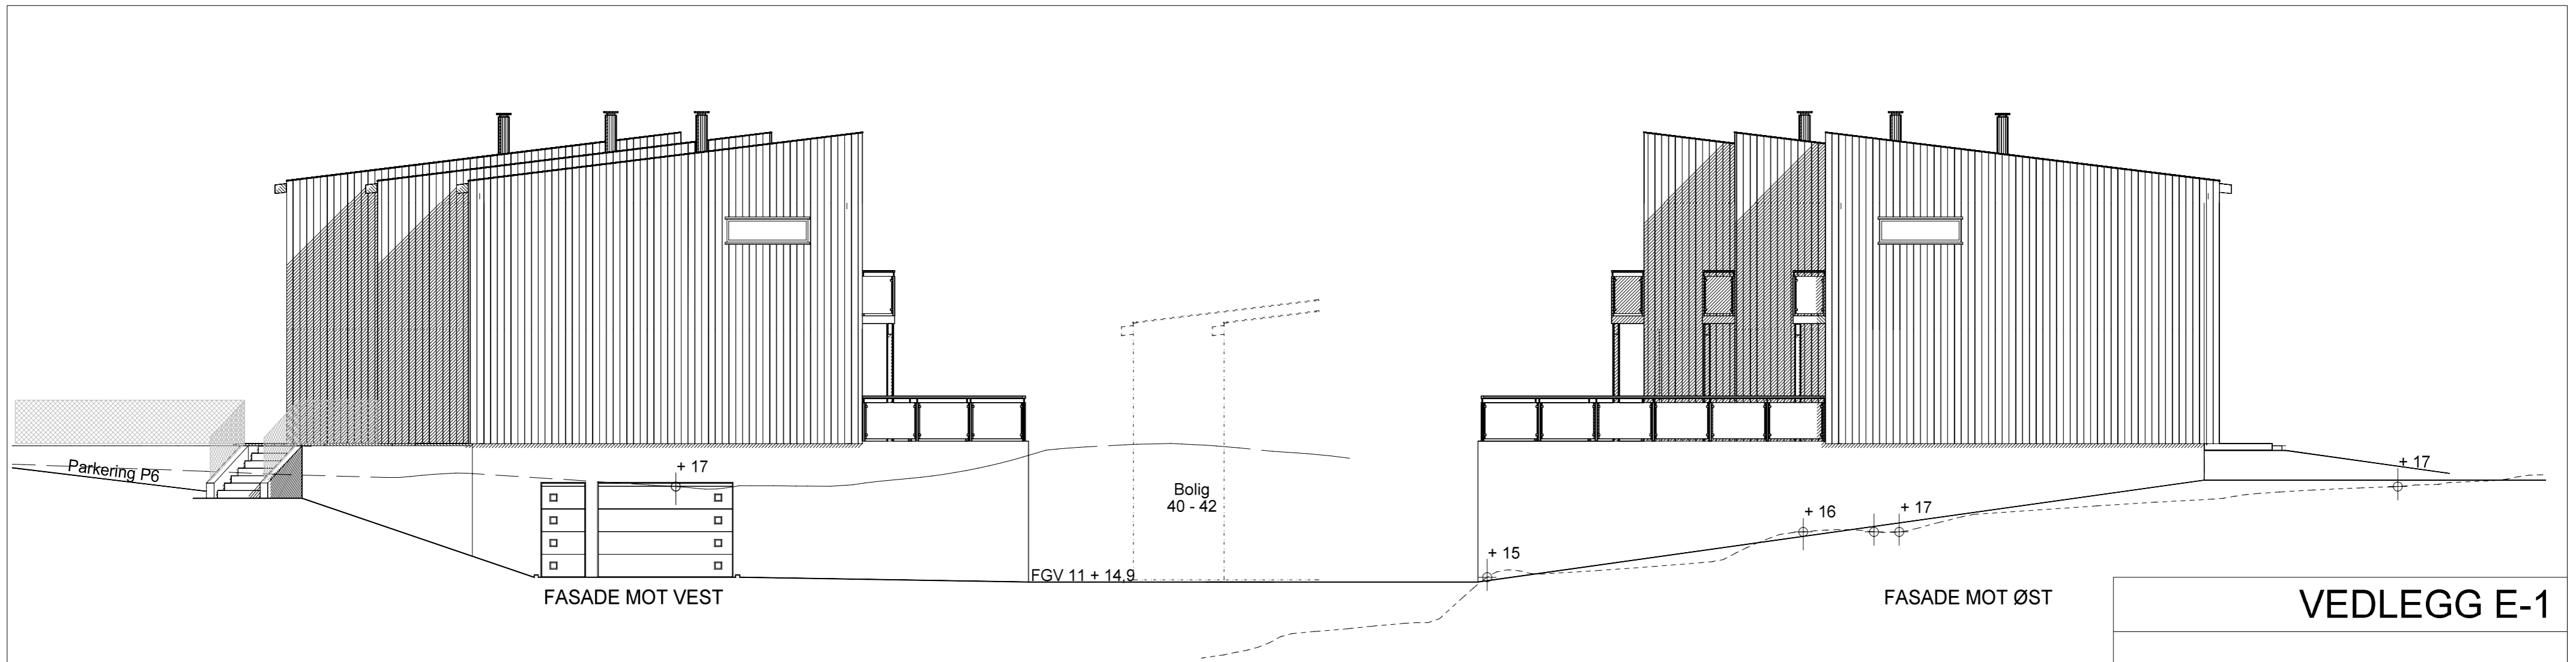 Parkering P6
+ 17
Bolig
40 - 42
FGV 11 + 14,9
+ 15
+ 16
+ 17
+ 17
FASADE MOT VEST
FASADE MOT ØST
VEDLEGG E-1